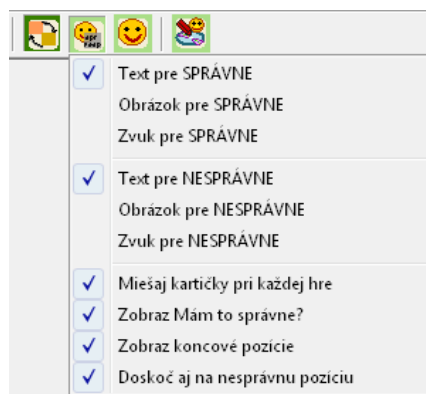 Text pre SPRÁVNE
Obrázok pre SPRÁVNE
Zvuk pre SPRÁVNE
Text pre NESPRÁVNE
Obrázok pre NESPRÁVNE
Zvuk pre NESPRÁVNE
Miešaj kartičky pri každej hre
Zobraz Mám to správne?
Zobraz koncové pozície
Doskoč aj na nesprávnu pozíciu